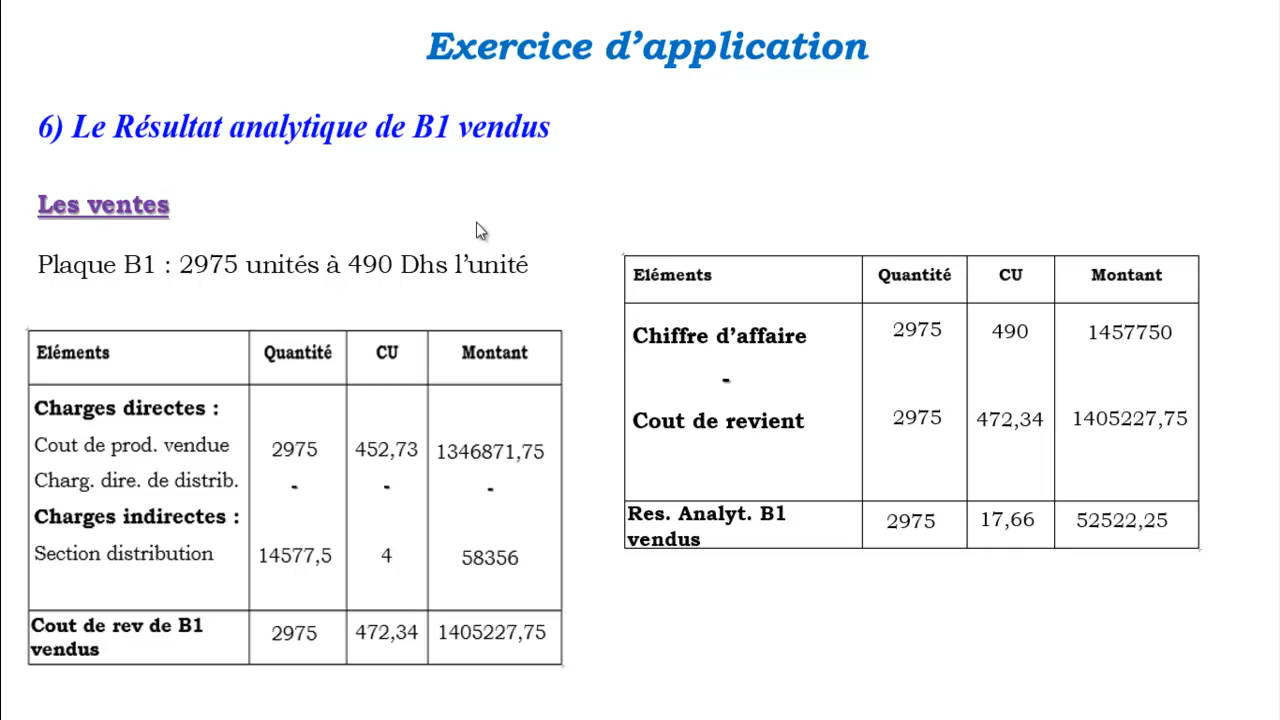 Exercice d'application
6) Le Résultat analytique de B1 vendus
Les ventes
Plaque B1 : 2975 unités à 490 Dhs l'unité
Eléments Quantité CU Montant
Charges directes :
Cout de prod. vendue 2975 452,73 1346871,75
Charg. dire. de distrib. - - -
Charges indirectes :
Section distribution 14577,5 4 58356
Cout de rev de B1 vendus 2975 472,34 1405227,75
Eléments Quantité CU Montant
Chiffre d'affaire 2975 490 1457750
-
Cout de revient 2975 472,34 1405227,75
Res. Analyt. B1 vendus 2975 17,66 52522,25